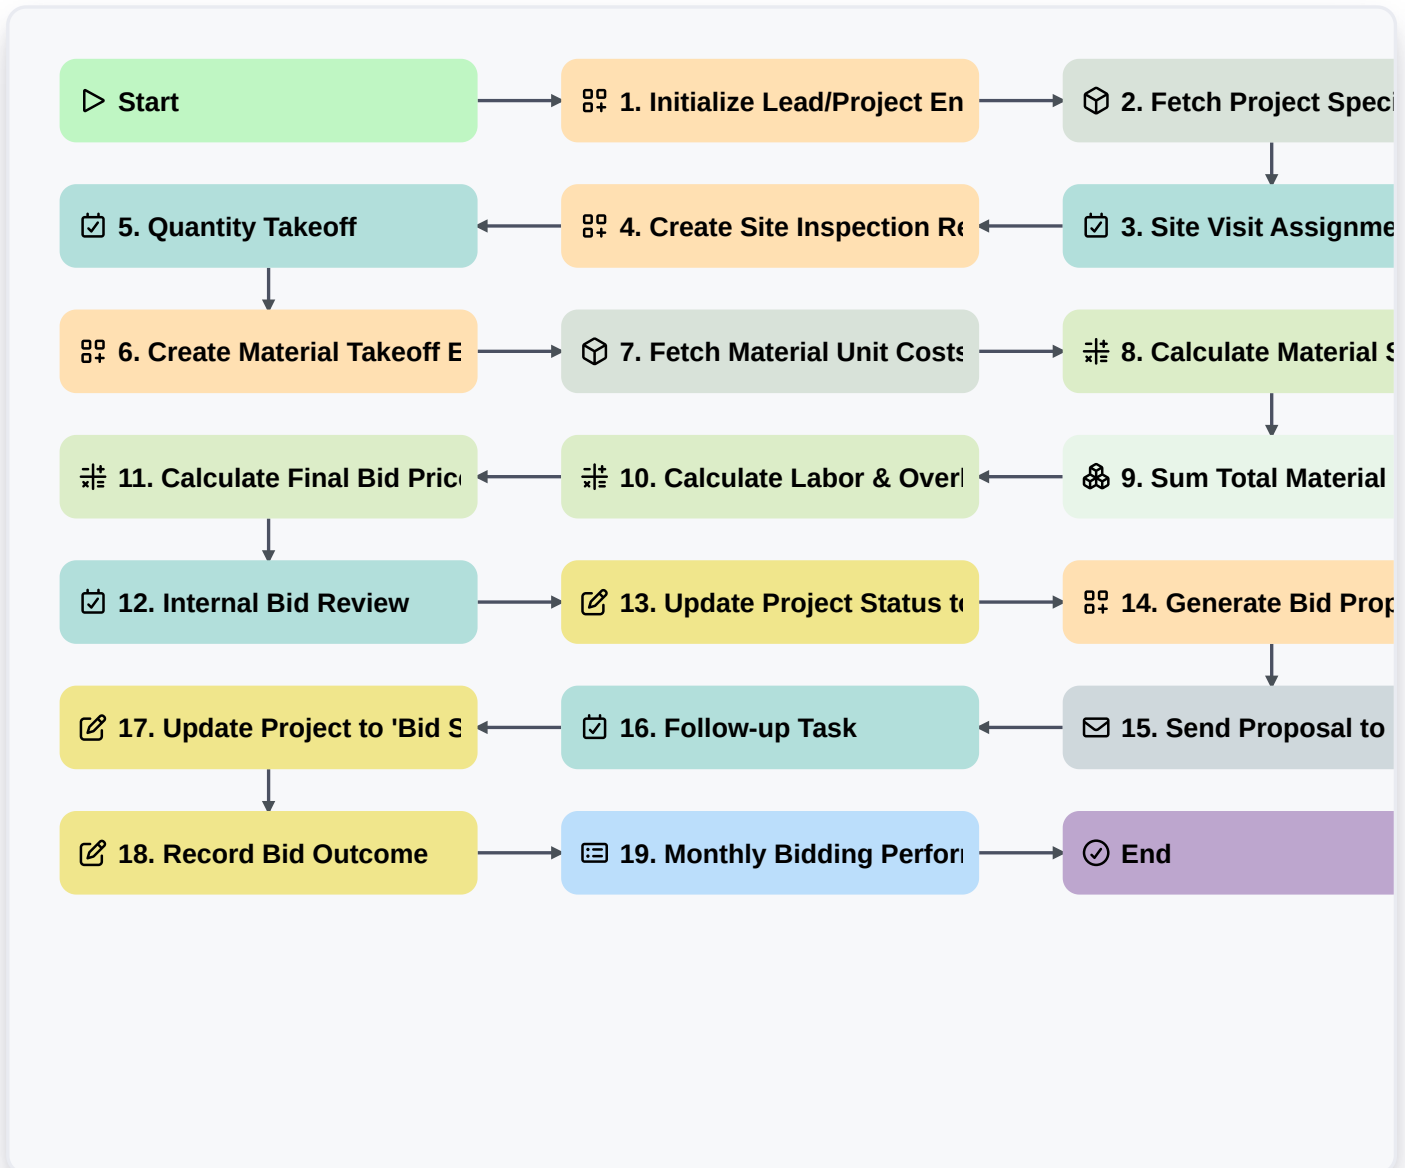 Start
1. Initialize Lead/Project En
2. Fetch Project Speci
5. Quantity Takeoff
4. Create Site Inspection Re
3. Site Visit Assignme
6. Create Material Takeoff E
7. Fetch Material Unit Costs
8. Calculate Material S
11. Calculate Final Bid Pric
10. Calculate Labor & Over
9. Sum Total Material
12. Internal Bid Review
13. Update Project Status to
14. Generate Bid Prop
17. Update Project to 'Bid S
16. Follow-up Task
15. Send Proposal to
18. Record Bid Outcome
19. Monthly Bidding Perfor
End